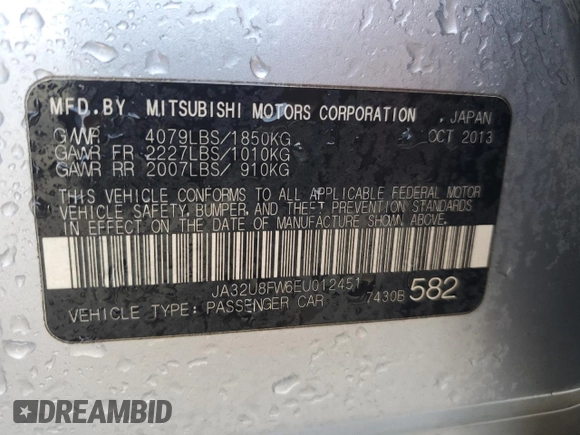 MFD.BY MITSUBISHI MOTORS CORPORATION , JAPAN
GVWR 4079LBS/1850KG OCT 2013
GAWR FR 2227LBS/1010KG
GAWR RR 2007LBS/ 910KG
THIS VEHICLE CONFORMS TO ALL APPLICABLE FEDERAL MOTOR
VEHICLE SAFETY, BUMPER, AND THEFT PREVENTION STANDARDS
IN EFFECT ON THE DATE OF MANUFACTURE SHOWN ABOVE.
JA32U8FW6EU012451
VEHICLE TYPE: PASSENGER CAR 7430B 582
DREAMBID